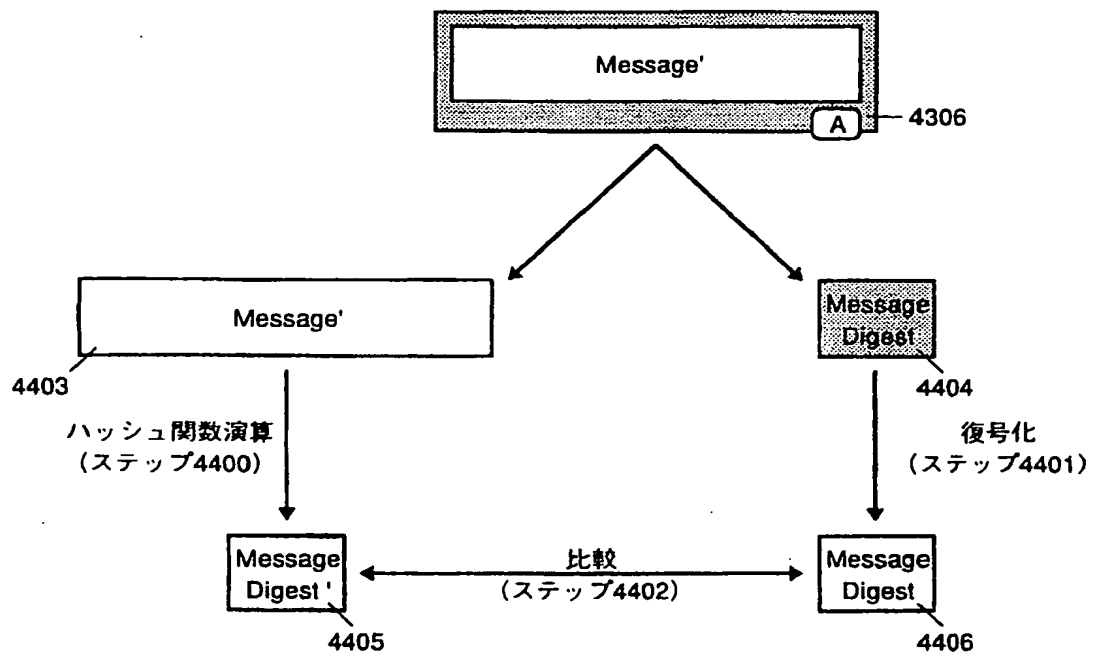 Message'
A
4306
Message'
Message
Digest
4403
4404
ハッシュ関数演算
(ステップ4400)
復号化
(ステップ4401)
Message
Digest '
比較
(ステップ4402)
Message
Digest
4405
4406